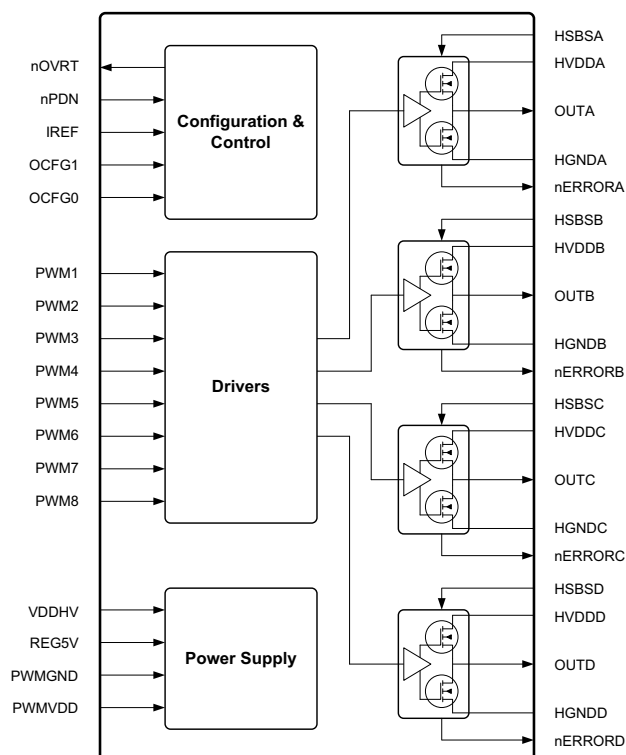 nOVRT
nPDN
IREF
OCFG1
OCFG0
Configuration &
Control
PWM1
PWM2
PWM3
PWM4
PWM5
PWM6
PWM7
PWM8
Drivers
VDDHV
REG5V
PWMGND
PWMVDD
Power Supply
HSBSA
HVDDA
OUTA
HGNDA
nERRORA
HSBSB
HVDDB
OUTB
HGNDB
nERRORB
HSBSC
HVDDC
OUTC
HGNDC
nERRORC
HSBSD
HVDDD
OUTD
HGNDD
nERRORD